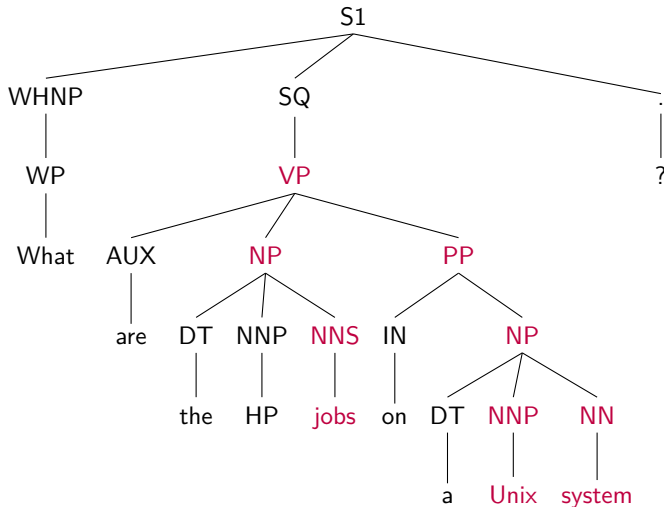 S1
WHNP SQ .
WP VP ?
What AUX NP PP
are DT NNP NNS IN NP
the HP jobs on DT NNP NN
a Unix system